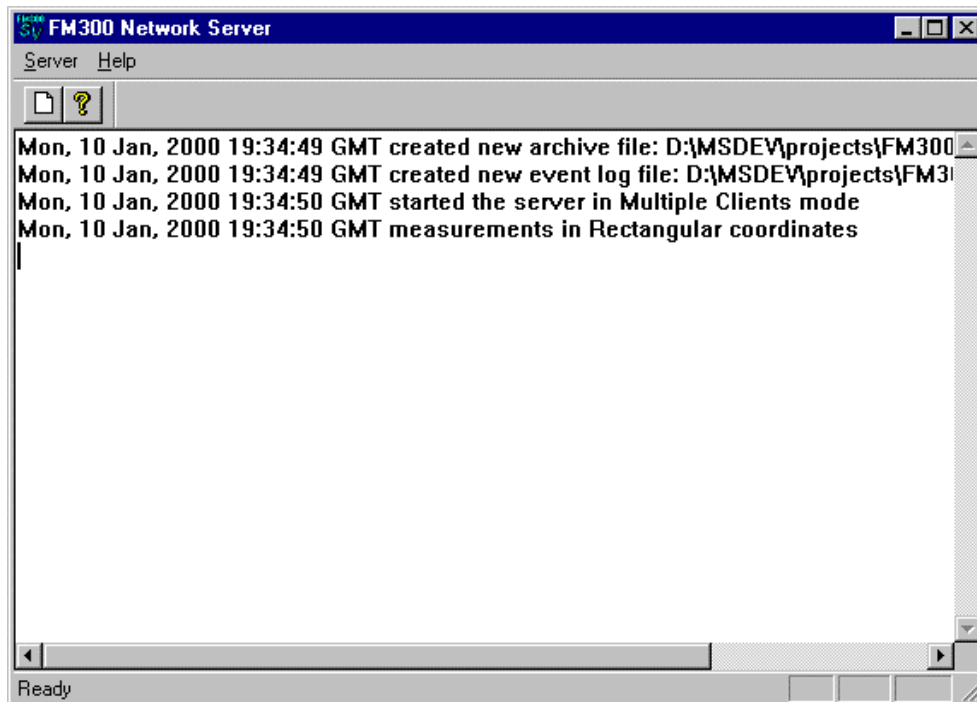 FM300 Network Server
Server Help
Mon, 10 Jan, 2000 19:34:49 GMT created new archive file: D:\MSDEV\projects\FM300
Mon, 10 Jan, 2000 19:34:49 GMT created new event log file: D:\MSDEV\projects\FM3
Mon, 10 Jan, 2000 19:34:50 GMT started the server in Multiple Clients mode
Mon, 10 Jan, 2000 19:34:50 GMT measurements in Rectangular coordinates
Ready